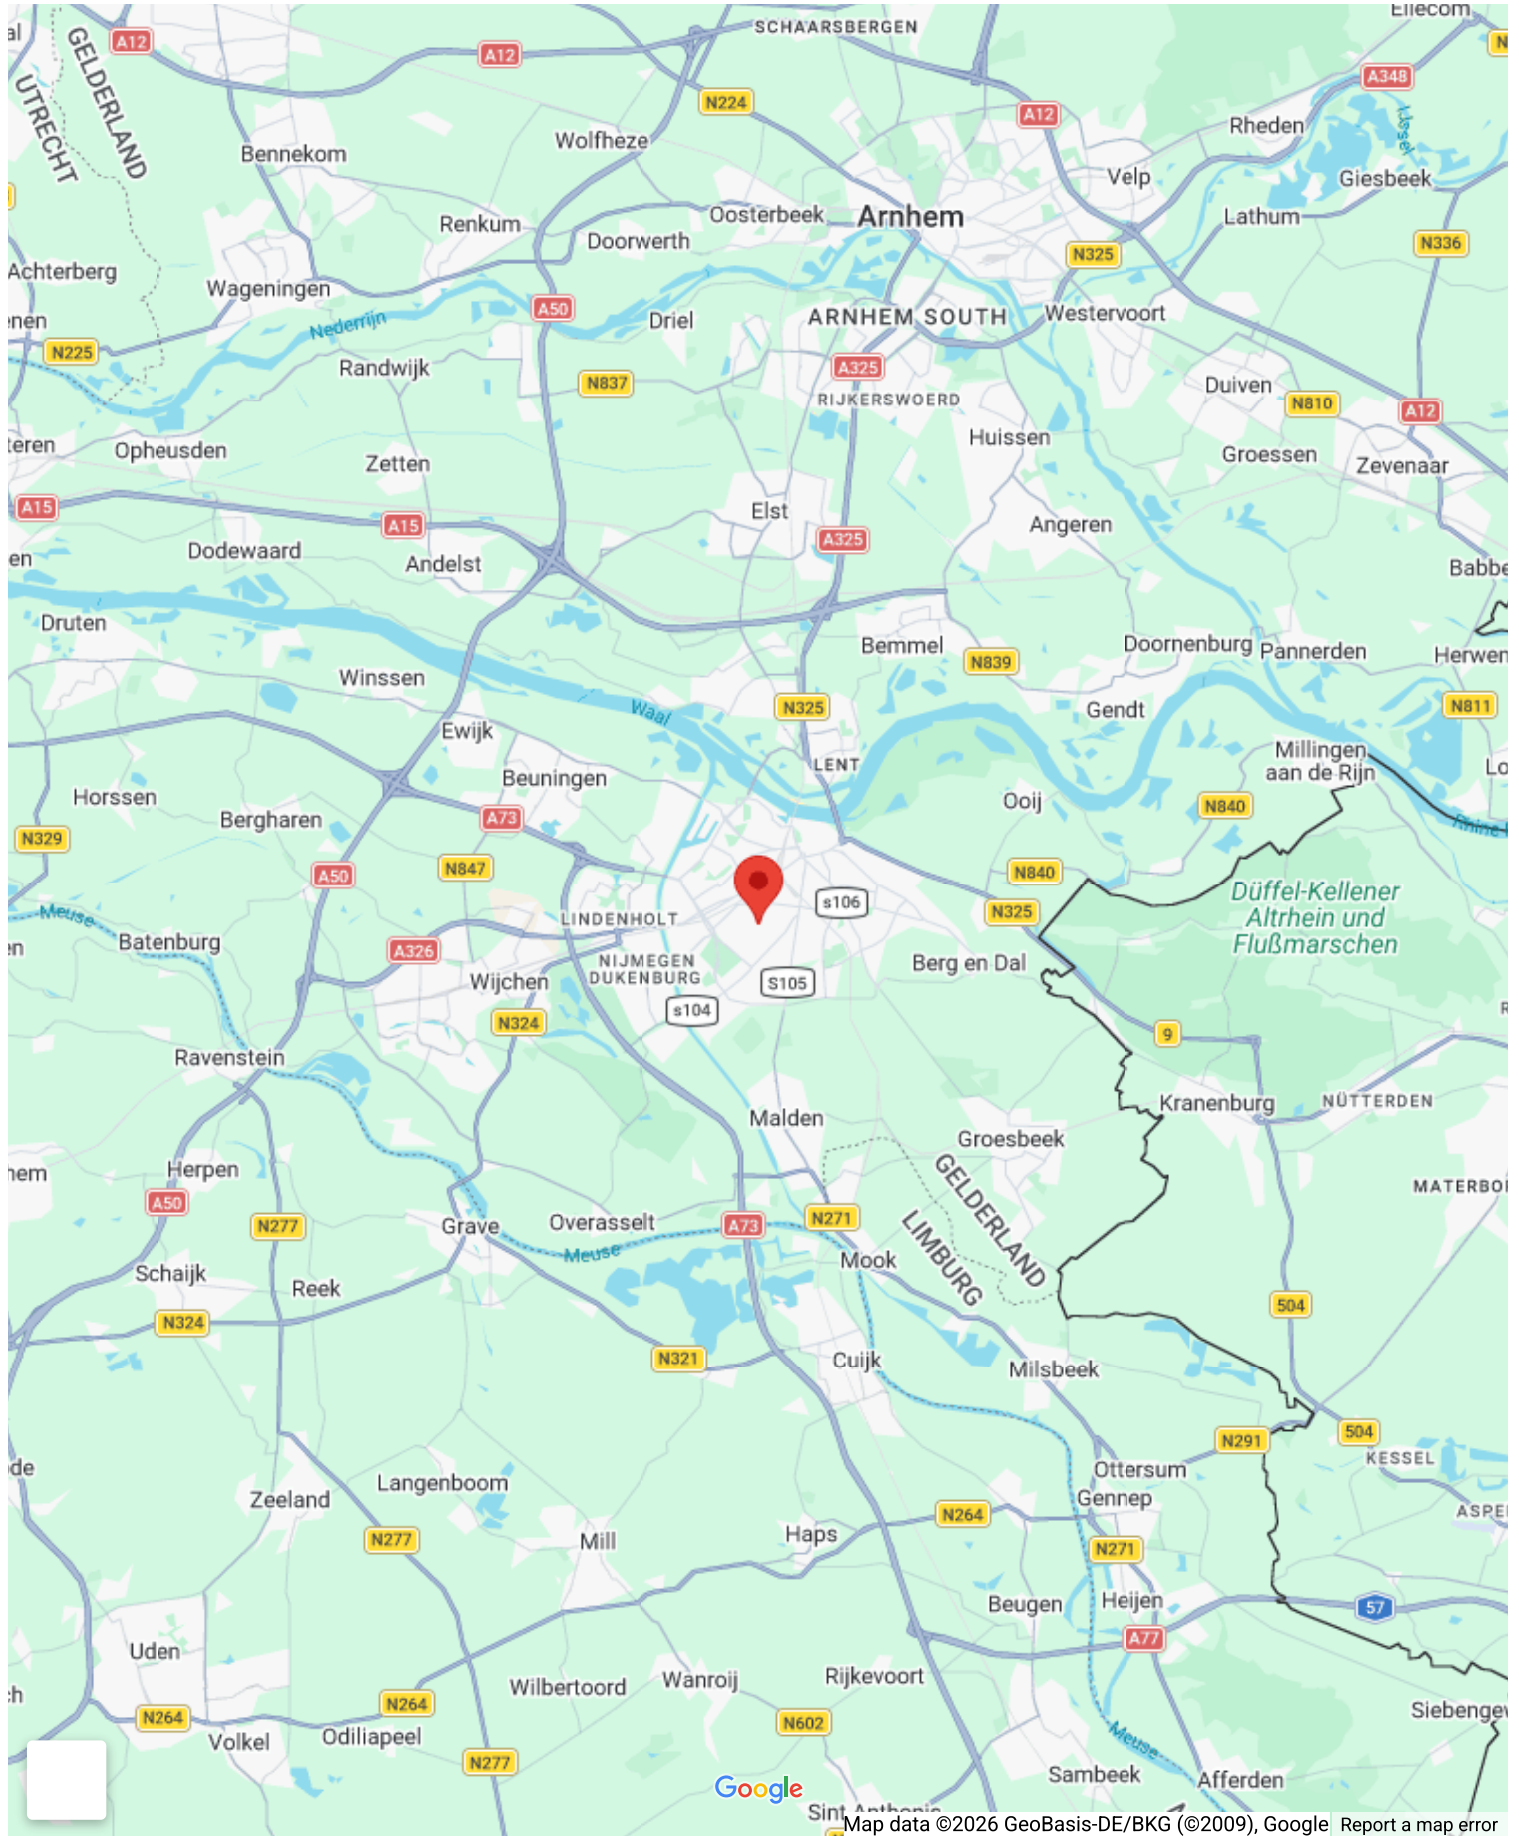 SCHAARSBERGEN
Ellecom
A12
A12
A348
GELDERLAND
UTRECHT
N224
A12
Rheden
IJssel
Wolfheze
Bennekom
Velp
Giesbeek
Renkum
Oosterbeek
Arnhem
Lathum
Doorwerth
N325
N336
Achterberg
Wageningen
A50
Nederrijn
Driel
ARNHEM SOUTH
Westervoort
N225
Randwijk
A325
N837
Duiven
RIJKERSWOERD
N810
A12
Opheusden
Huissen
Groessen
Zetten
Zevenaar
A15
Elst
A15
Angeren
A325
Dodewaard
Andelst
Druten
Bemmel
Doornenburg
Pannerden
N839
Winssen
N325
Waal
Gendt
N811
Ewijk
Millingen
aan de Rijn
LENT
Beuningen
Horssen
Ooij
N840
Bergharen
A73
Rhine
N329
N847
A50
N840
Düffel-Kellener
Altrhein und
Flußmarschen
s106
N325
Meuse
LINDENHOLT
Batenburg
A326
NIJMEGEN
DUKENBURG
Berg en Dal
Wijchen
S105
s104
N324
9
Ravenstein
Kranenburg
NÜTTERDEN
Malden
Groesbeek
Herpen
GELDERLAND
LIMBURG
A50
N277
Grave
Overasselt
A73
N271
Meuse
Mook
Schaijk
Reek
504
N324
N321
Cuijk
Milsbeek
N291
504
KESSEL
Ottersum
Langenboom
Zeeland
Gennep
N264
Haps
N277
Mill
N271
Beugen
Heijen
57
A77
Uden
Wilbertoord
Wanroij
Rijkevoort
N264
N264
N602
Odiliapeel
Volkel
N277
Meuse
Sambeek
Afferden
Google
Map data ©2026 GeoBasis-DE/BKG (©2009), Google
Report a map error